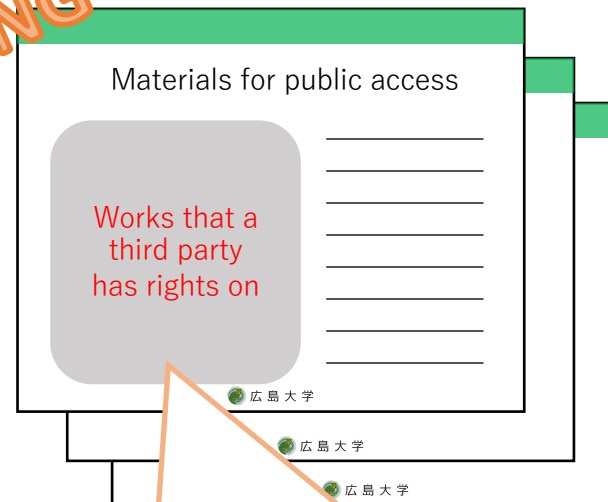 NG
Materials for public access
Works that a
third party
has rights on
広島大学
広島大学
広島大学